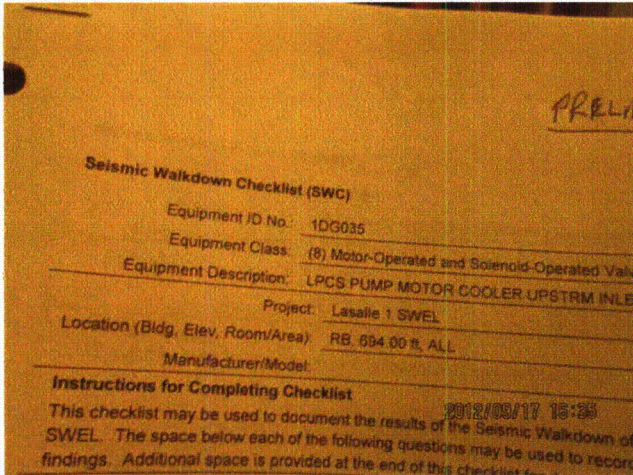 PRELI
Seismic Walkdown Checklist (SWC)
Equipment ID No.: 1DG035
Equipment Class: (8) Motor-Operated and Solenoid-Operated Valv
Equipment Description: LPCS PUMP MOTOR COOLER UPSTRM INLE
Project: Lasalle 1 SWEL
Location (Bldg, Elev, Room/Area): RB, 694.00 ft, ALL
Manufacturer/Model:
Instructions for Completing Checklist
2012/09/17 15:35
This checklist may be used to document the results of the Seismic Walkdown of
SWEL. The space below each of the following questions may be used to record
findings. Additional space is provided at the end of this checklist